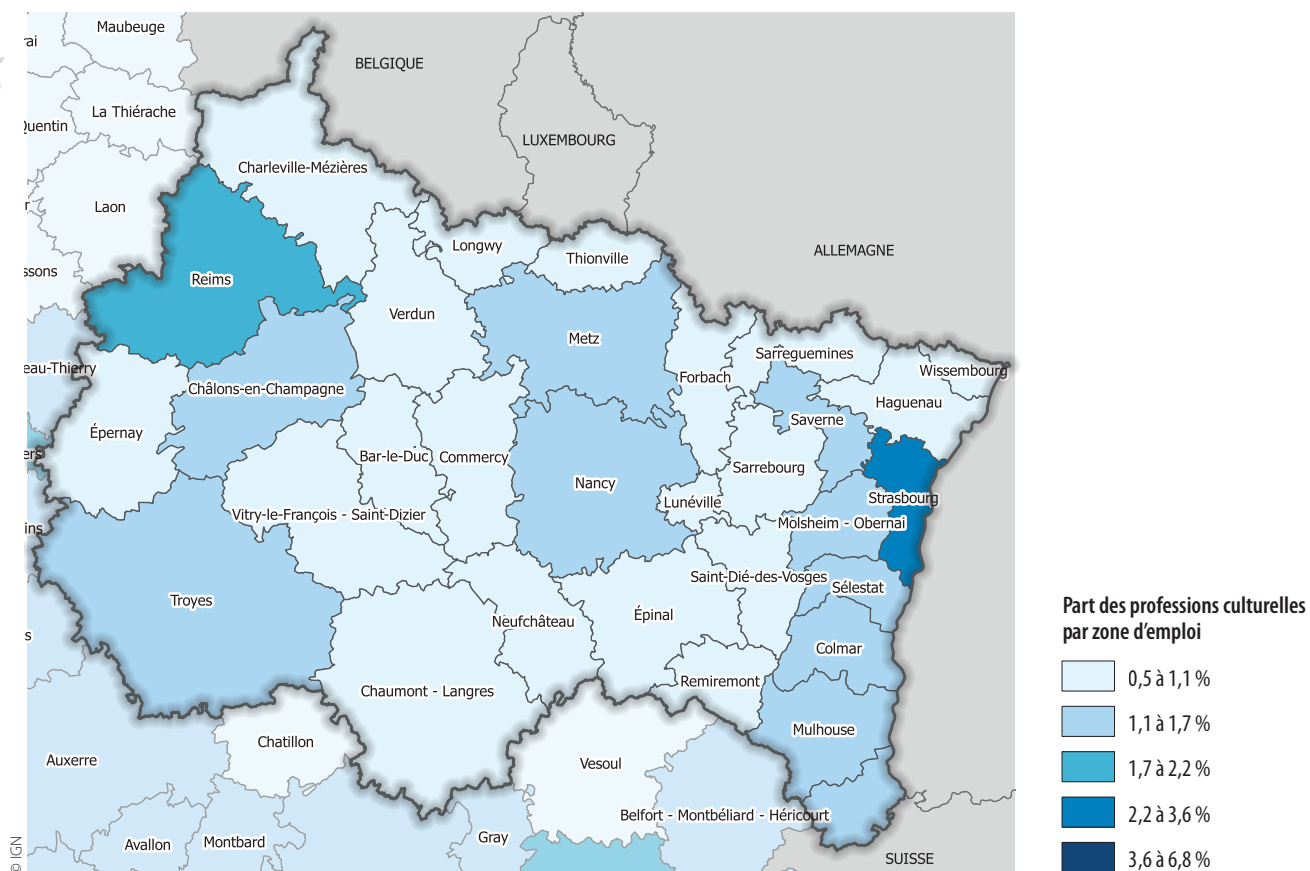 Maubeuge
rai
BELGIQUE
La Thiérache
Quentin
LUXEMBOURG
Charleville-Mézières
Laon
Longwy
ALLEMAGNE
Thionville
ssons
Reims
Verdun
Metz
Sarreguemines
eau-Thierry
Wissembourg
Forbach
Châlons-en-Champagne
Haguenau
Saverne
Épernay
ers
Bar-le-Duc
Commercy
Sarrebourg
Nancy
Strasbourg
Lunéville
Vitry-le-François - Saint-Dizier
Molsheim - Obernai
ins
Saint-Dié-des-Vosges
Sélestat
Troyes
Épinal
Neufchâteau
s
Colmar
Remiremont
Chaumont - Langres
Mulhouse
Chatillon
Auxerre
Vesoul
Belfort - Montbéliard - Héricourt
Gray
Montbard
Avallon
SUISSE
© IGN
Part des professions culturelles
par zone d'emploi
0,5 à 1,1 %
1,1 à 1,7 %
1,7 à 2,2 %
2,2 à 3,6 %
3,6 à 6,8 %